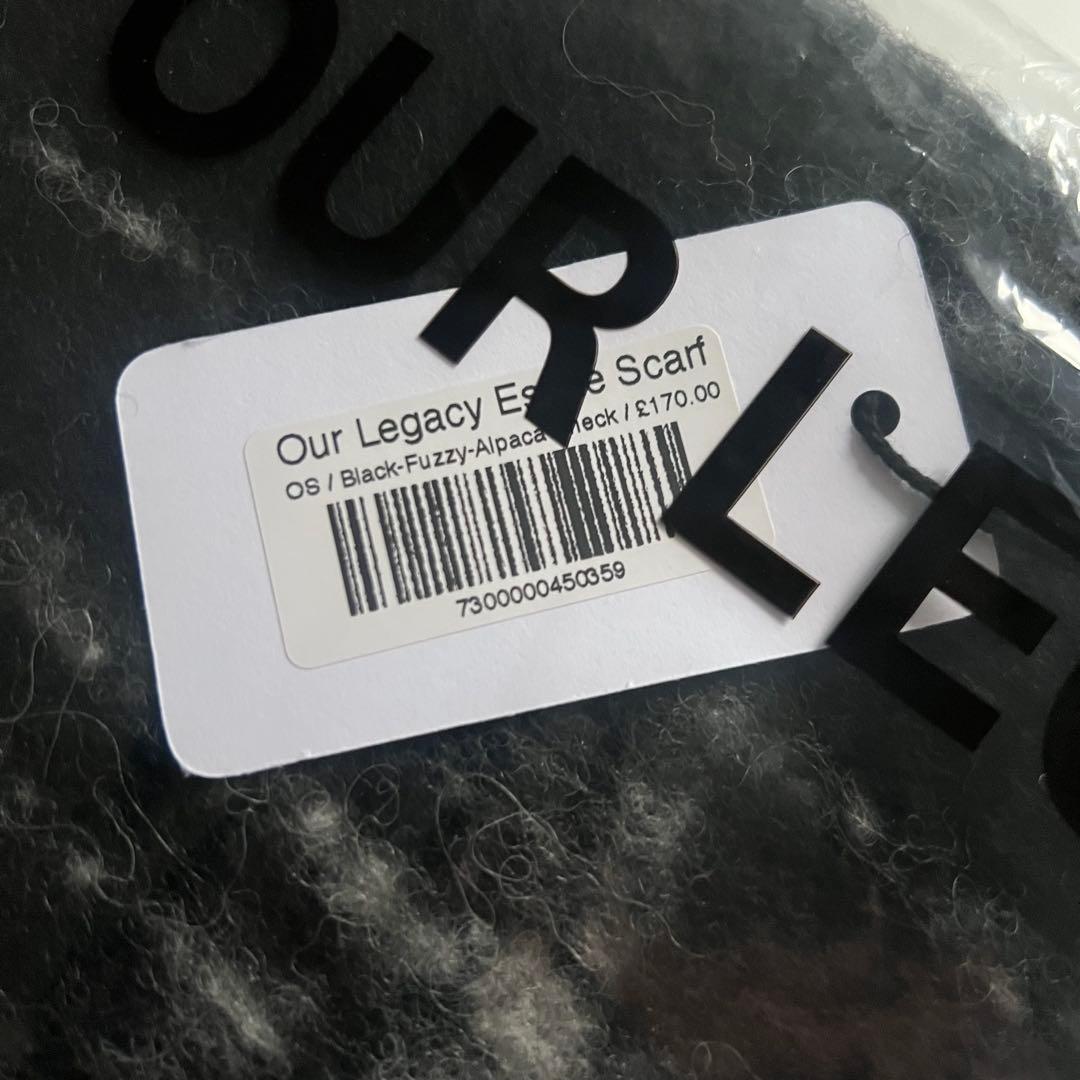 OUR LE
Our Legacy Scarf
OS / Black-Fuzzy-Alpaca / £170.00
7300000450359